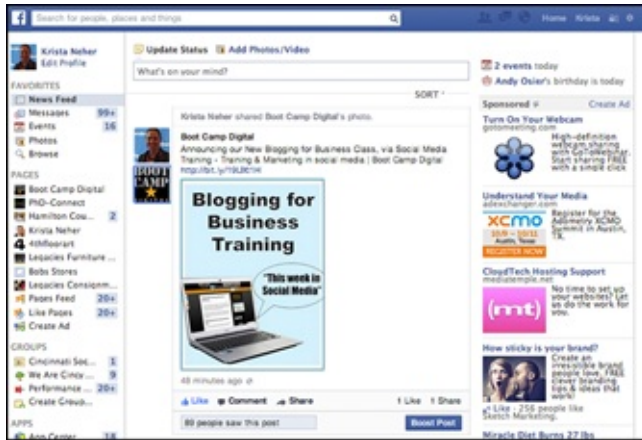 Search for people, places and things
Home Krista
Krista Neher
Edit Profile
FAVORITES
News Feed
Messages 99+
Events 16
Photos
Browse
PAGES
Boot Camp Digital
PhD-Connect
Hamilton Cou... 2
Krista Neher
4thfloorart
Legacies Furniture ...
Bobs Stores
Legacies Consignm...
Pages Feed 20+
Like Pages 20+
Create Ad
GROUPS
Cincinnati Soc... 1
We Are Cincy ... 9
Performance ... 20+
Create Group...
APPS
App Center 18
Update Status Add Photos/Video
What's on your mind?
SORT
Krista Neher shared Boot Camp Digital's photo.
Boot Camp Digital
Announcing our New Blogging for Business Class, via Social Media
Training - Training & Marketing in social media | Boot Camp Digital
BOOT
CAMP
Blogging for
Business
Training
"This week in
Social Media"
48 minutes ago
Like Comment Share 1 Like 1 Share
89 people saw this post Boost Post
2 events today
Andy Osier's birthday is today
Sponsored Create Ad
Turn On Your Webcam
gotomeeting.com
High-definition
webcam sharing
with GoToWebinar.
Start sharing FREE
with a single click
Understand Your Media
adexchanger.com
XCMO
10/9 - 10/11
Austin, Texas
REGISTER NOW
Register for the
Adometry XCMO
Summit in Austin,
TX.
CloudTech Hosting Support
mediatemple.net
(mt)
No time to set up
your websites? Let
us do the work for
you.
How sticky is your brand?
Create an
irresistible brand
people love. FREE
clever branding
tips & ideas that
work!
Like · 256 people like
Sketch Marketing.
Miracle Diet Burns 27 lbs